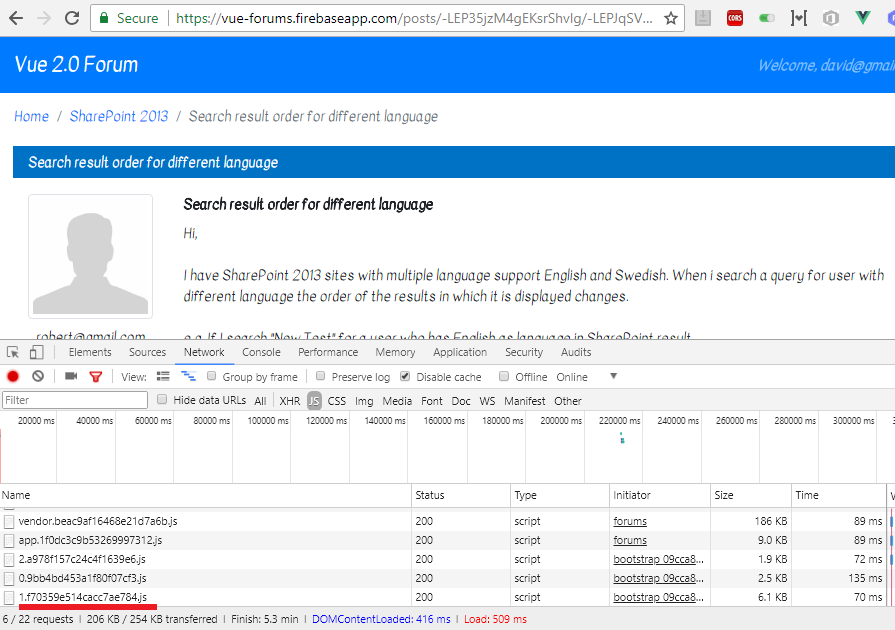 Secure https://vue-forums.firebaseapp.com/posts/-LEP35jzM4gEKsrShvIg/-LEPJqSV...
CORS
Vue 2.0 Forum Welcome, david@gmai
Home / SharePoint 2013 / Search result order for different language
Search result order for different language
Search result order for different language
Hi,
I have SharePoint 2013 sites with multiple language support English and Swedish. When i search a query for user with
different language the order of the results in which it is displayed changes.
robert@gmail.com e.g. If I search "New Test" for a user who has English as language in SharePoint result
Elements Sources Network Console Performance Memory Application Security Audits
View: Group by frame Preserve log Disable cache Offline Online
Filter Hide data URLs All XHR JS CSS Img Media Font Doc WS Manifest Other
20000 ms 40000 ms 60000 ms 80000 ms 100000 ms 120000 ms 140000 ms 160000 ms 180000 ms 200000 ms 220000 ms 240000 ms 260000 ms 280000 ms 300000 ms
Name Status Type Initiator Size Time
vendor.beac9af16468e21d7a6b.js 200 script forums 186 KB 89 ms
app.1f0dc3c9b53269997312.js 200 script forums 9.0 KB 89 ms
2.a978f157c24c4f1639e6.js 200 script bootstrap 09cca8... 1.9 KB 72 ms
0.9bb4bd453a1f80f07cf3.js 200 script bootstrap 09cca8... 2.5 KB 135 ms
1.f70359e514cacc7ae784.js 200 script bootstrap 09cca8... 6.1 KB 70 ms
6 / 22 requests | 206 KB / 254 KB transferred | Finish: 5.3 min | DOMContentLoaded: 416 ms | Load: 509 ms